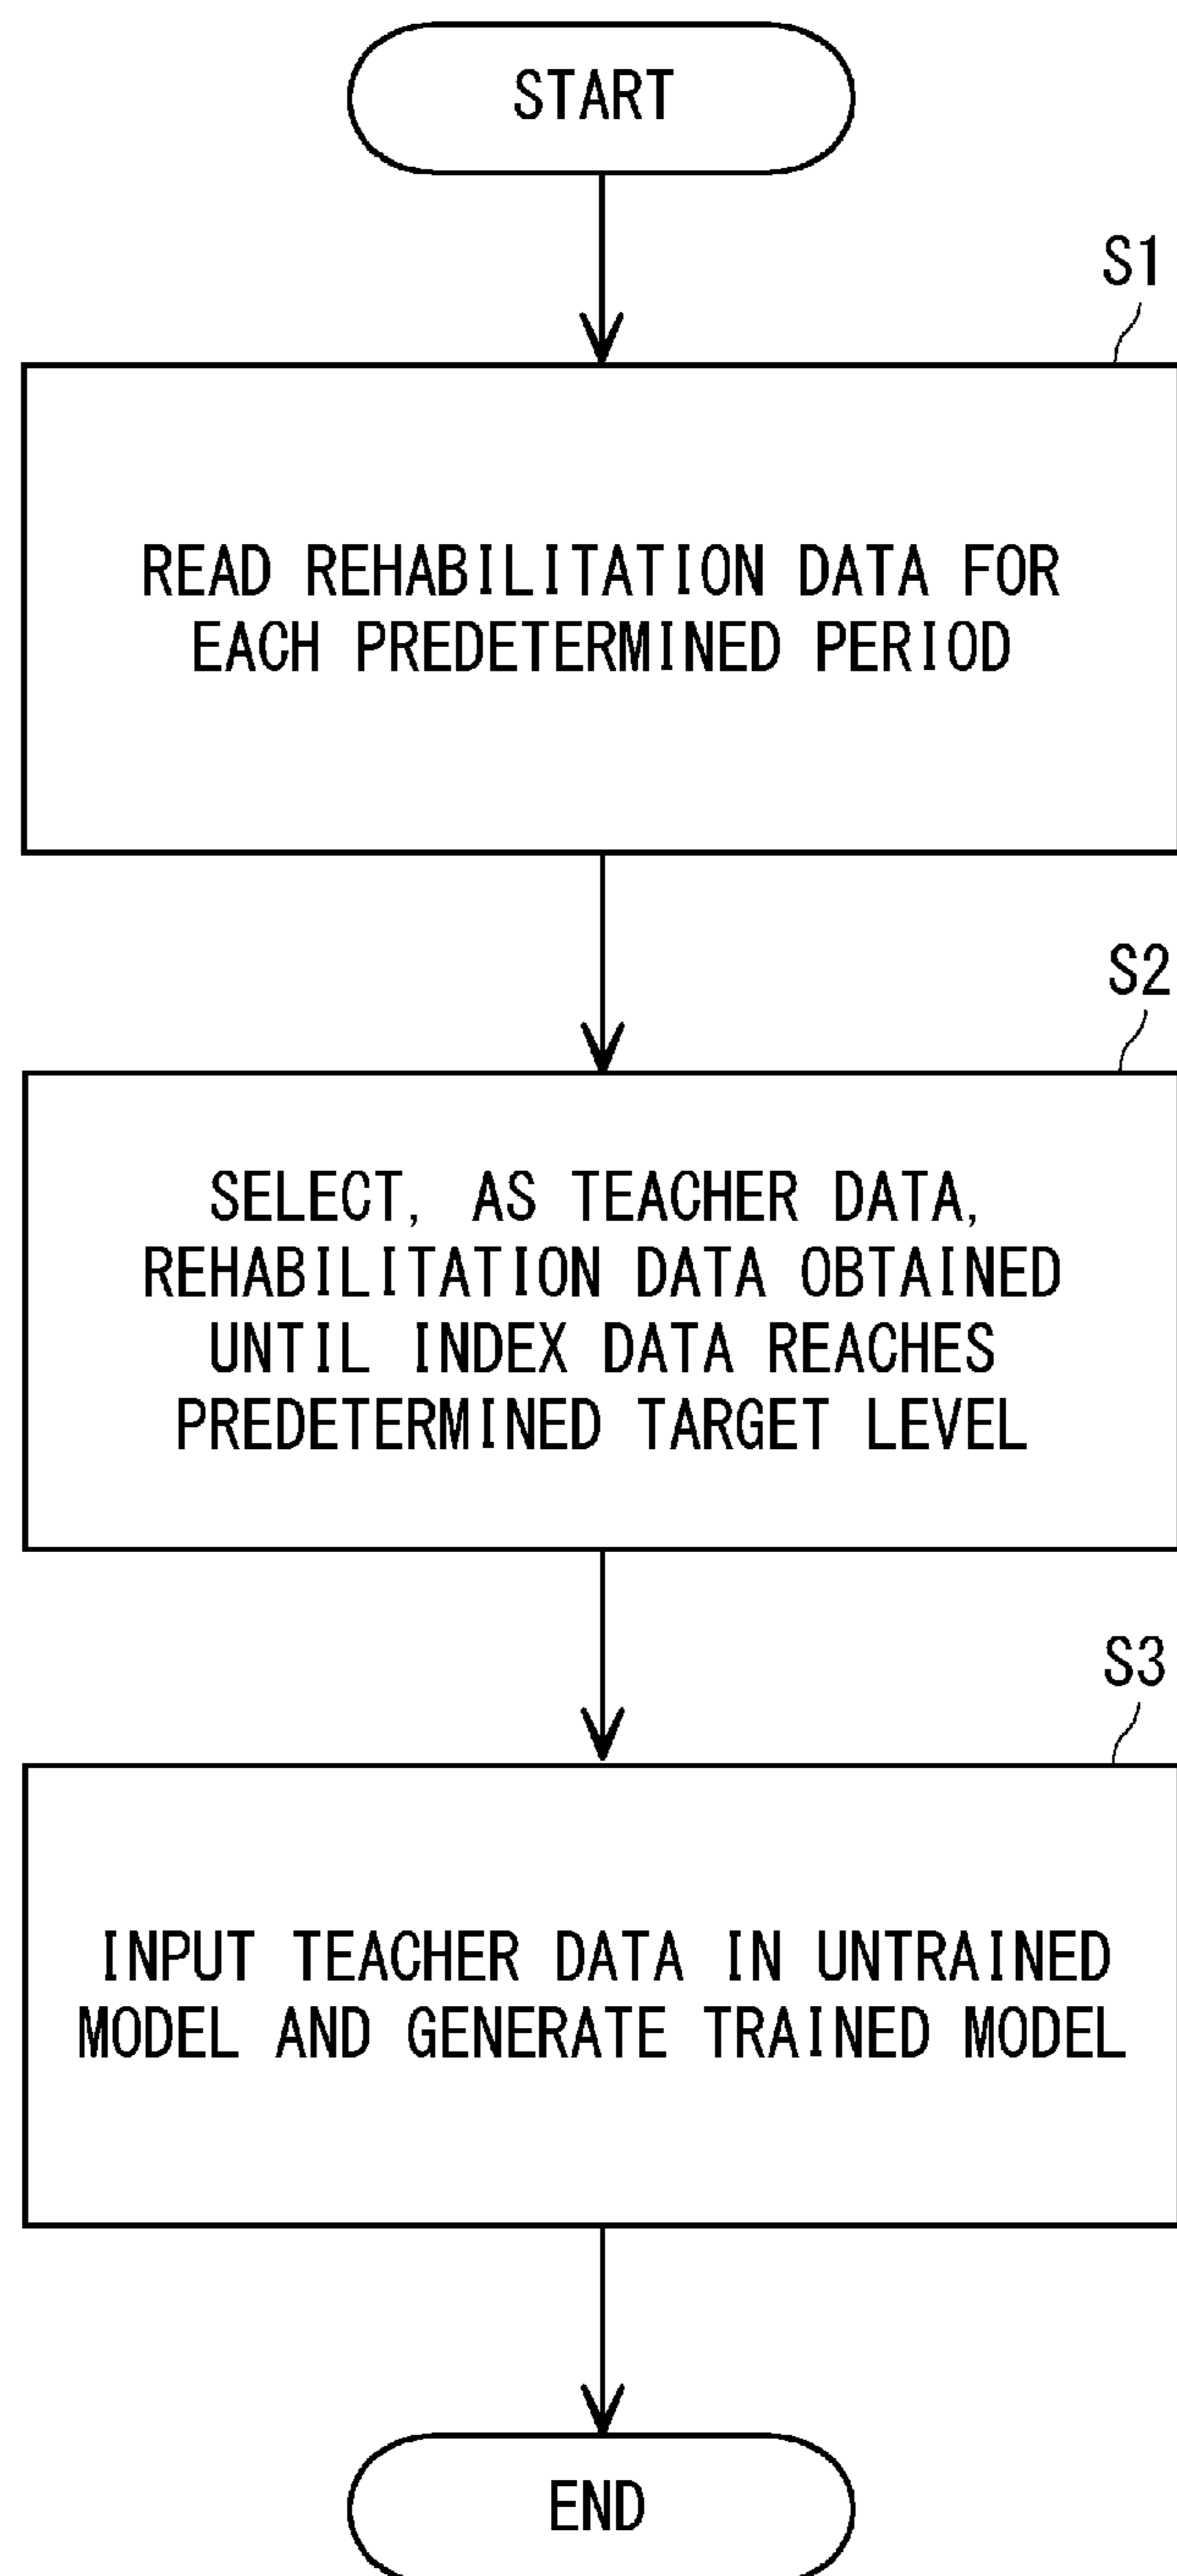 START
S1
READ REHABILITATION DATA FOR
EACH PREDETERMINED PERIOD
S2
SELECT, AS TEACHER DATA,
REHABILITATION DATA OBTAINED
UNTIL INDEX DATA REACHES
PREDETERMINED TARGET LEVEL
S3
INPUT TEACHER DATA IN UNTRAINED
MODEL AND GENERATE TRAINED MODEL
END